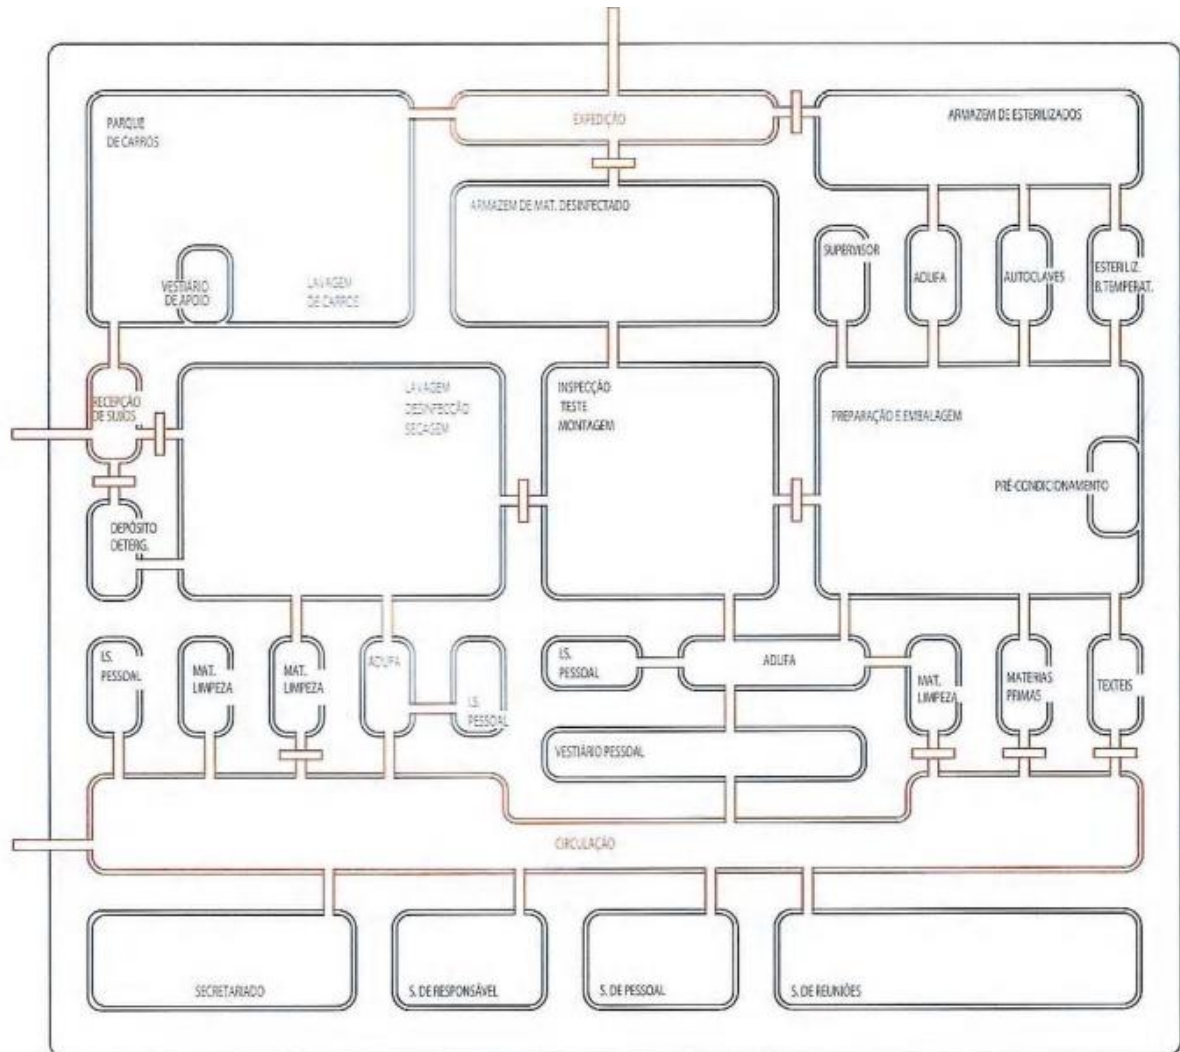 PARQUE
DE CARROS
EXPEDIÇÃO
ARMAZEM DE ESTERILIZADOS
ARMAZEM DE MAT. DESINFECTADO
VESTIÁRIO
DE APOIO
LAVAGEM
DE CARROS
SUPERVISOR
ADUFA
AUTOCLAVES
ESTERILIZ.
B.TEMPERAT.
RECEPÇÃO
DE SUJOS
LAVAGEM
DESINFECÇÃO
SECAGEM
INSPECÇÃO
TESTE
MONTAGEM
PREPARAÇÃO E EMBALAGEM
PRÉ-CONDICIONAMENTO
DEPÓSITO
DETERG.
I.S.
PESSOAL
MAT.
LIMPEZA
MAT.
LIMPEZA
ADUFA
I.S.
PESSOAL
I.S.
PESSOAL
ADUFA
MAT.
LIMPEZA
MATERIAS
PRIMAS
TEXTEIS
VESTIÁRIO PESSOAL
CIRCULAÇÃO
SECRETARIADO
S. DE RESPONSÁVEL
S. DE PESSOAL
S. DE REUNIÕES